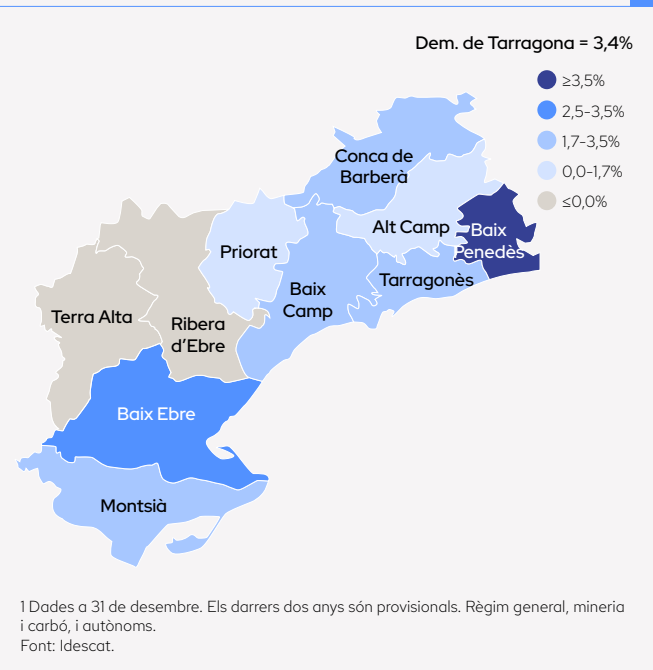 Dem. de Tarragona = 3,4%
≥3,5%
2,5-3,5%
1,7-3,5%
0,0-1,7%
≤0,0%
Conca de
Barberà
Alt Camp
Baix
Penedès
Priorat
Tarragonès
Baix
Camp
Terra Alta
Ribera
d’Ebre
Baix Ebre
Montsià
1 Dades a 31 de desembre. Els darrers dos anys són provisionals. Règim general, mineria
i carbó, i autònoms.
Font: Idescat.